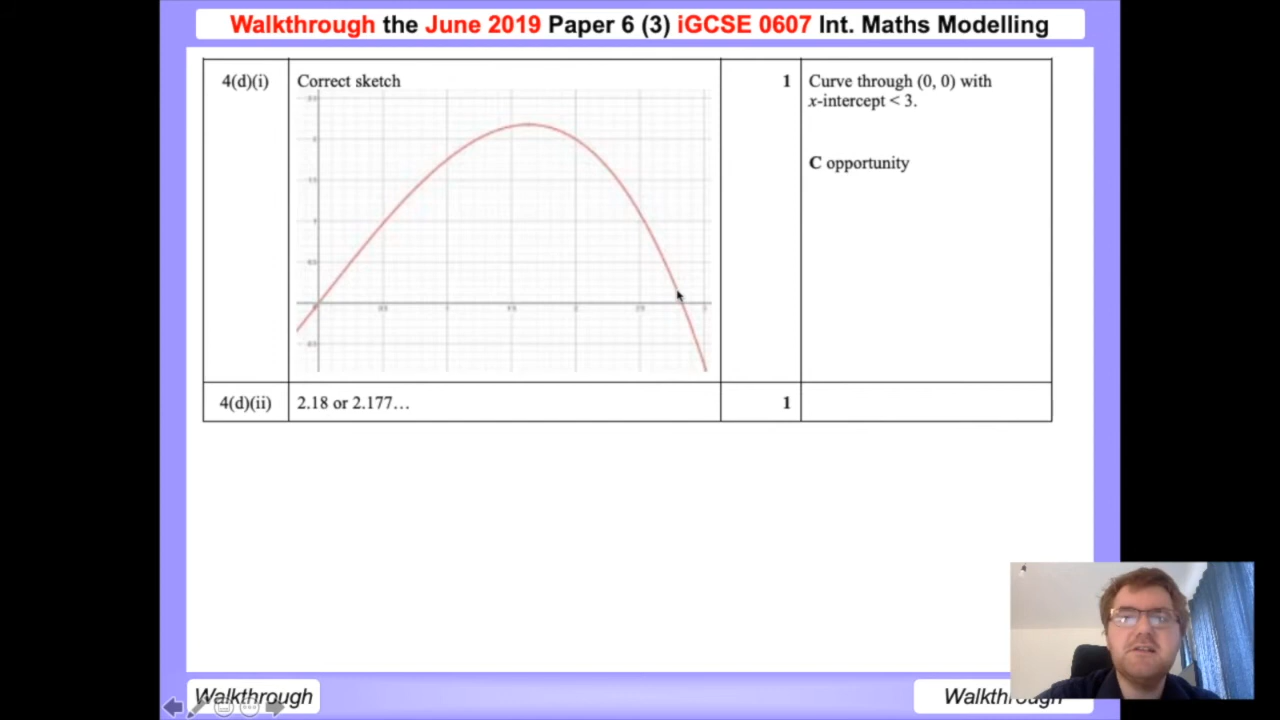 Walkthrough the June 2019 Paper 6 (3) iGCSE 0607 Int. Maths Modelling
4(d)(i)
Correct sketch
1
Curve through (0, 0) with
x-intercept < 3.
C opportunity
4(d)(ii)
2.18 or 2.177…
1
Walkthrough
Walkthrough